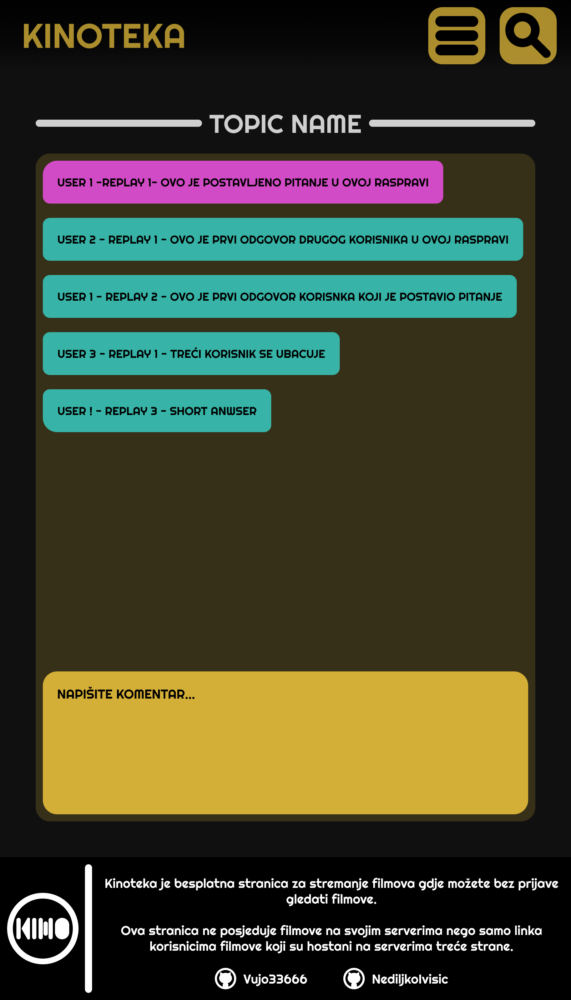 KINOTEKA
TOPIC NAME
USER 1 -REPLAY 1- OVO JE POSTAVLJENO PITANJE U OVOJ RASPRAVI
USER 2 - REPLAY 1 - OVO JE PRVI ODGOVOR DRUGOG KORISNIKA U OVOJ RASPRAVI
USER 1 - REPLAY 2 - OVO JE PRVI ODGOVOR KORISNKA KOJI JE POSTAVIO PITANJE
USER 3 - REPLAY 1 - TREĆI KORISNIK SE UBACUJE
USER ! - REPLAY 3 - SHORT ANWSER
NAPIŠITE KOMENTAR...
Kinoteka je besplatna stranica za stremanje filmova gdje možete bez prijave
gledati filmove.
Ova stranica ne posjeduje filmove na svojim serverima nego samo linka
korisnicima filmove koji su hostani na serverima treće strane.
KINO
Vujo33666
NediljkoIvisic